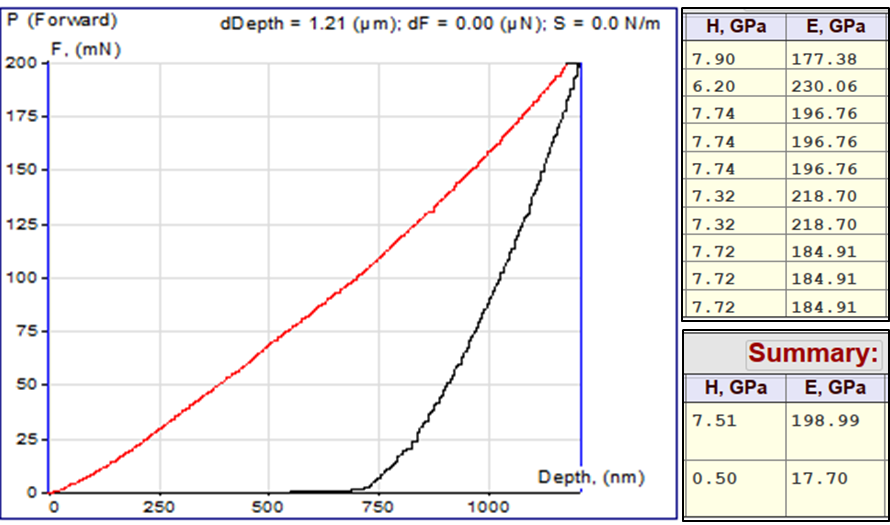 P (Forward)
dDepth = 1.21 (µm); dF = 0.00 (µN); S = 0.0 N/m
F, (mN)
200
175
150
125
100
75
50
25
0
Depth, (nm)
0 250 500 750 1000
H, GPa E, GPa
7.90 177.38
6.20 230.06
7.74 196.76
7.74 196.76
7.74 196.76
7.32 218.70
7.32 218.70
7.72 184.91
7.72 184.91
7.72 184.91
Summary:
H, GPa E, GPa
7.51 198.99
0.50 17.70